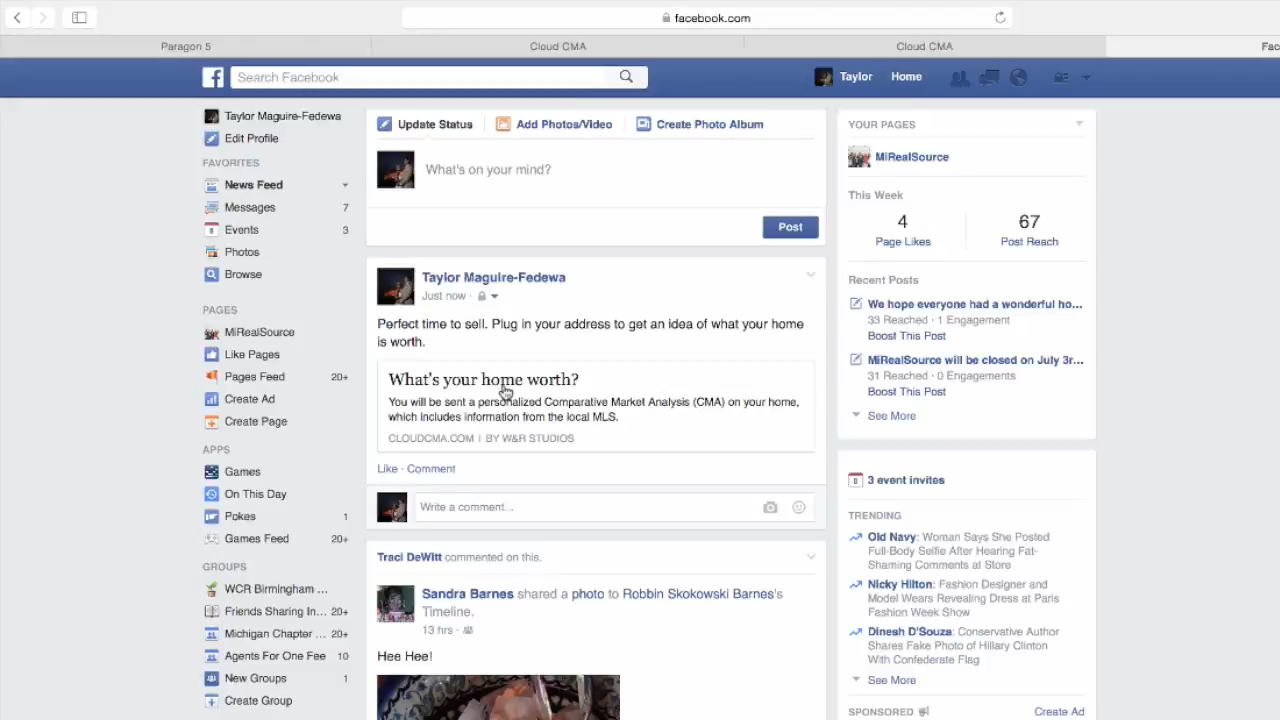 facebook.com
Paragon 5
Cloud CMA
Cloud CMA
Fac
Search Facebook
Taylor
Home
Taylor Maguire-Fedewa
Edit Profile
FAVORITES
News Feed
Messages 7
Events 3
Photos
Browse
PAGES
MiRealSource
Like Pages
Pages Feed 20+
Create Ad
Create Page
APPS
Games
On This Day
Pokes 1
Games Feed 20+
GROUPS
WCR Birmingham ...
Friends Sharing In... 20+
Michigan Chapter ... 20+
Agents For One Fee 10
New Groups 1
Create Group
Update Status
Add Photos/Video
Create Photo Album
What's on your mind?
Post
Taylor Maguire-Fedewa
Just now ·
Perfect time to sell. Plug in your address to get an idea of what your home
is worth.
What's your home worth?
You will be sent a personalized Comparative Market Analysis (CMA) on your home,
which includes information from the local MLS.
CLOUDCMA.COM | BY W&R STUDIOS
Like · Comment
Write a comment...
Traci DeWitt commented on this.
Sandra Barnes shared a photo to Robbin Skokowski Barnes's
Timeline.
13 hrs ·
Hee Hee!
YOUR PAGES
MiRealSource
This Week
4
Page Likes
67
Post Reach
Recent Posts
We hope everyone had a wonderful ho...
33 Reached · 1 Engagement
Boost This Post
MiRealSource will be closed on July 3r...
31 Reached · 0 Engagements
Boost This Post
See More
8
3 event invites
TRENDING
Old Navy: Woman Says She Posted
Full-Body Selfie After Hearing Fat-
Shaming Comments at Store
Nicky Hilton: Fashion Designer and
Model Wears Revealing Dress at Paris
Fashion Week Show
Dinesh D'Souza: Conservative Author
Shares Fake Photo of Hillary Clinton
With Confederate Flag
See More
SPONSORED
Create Ad